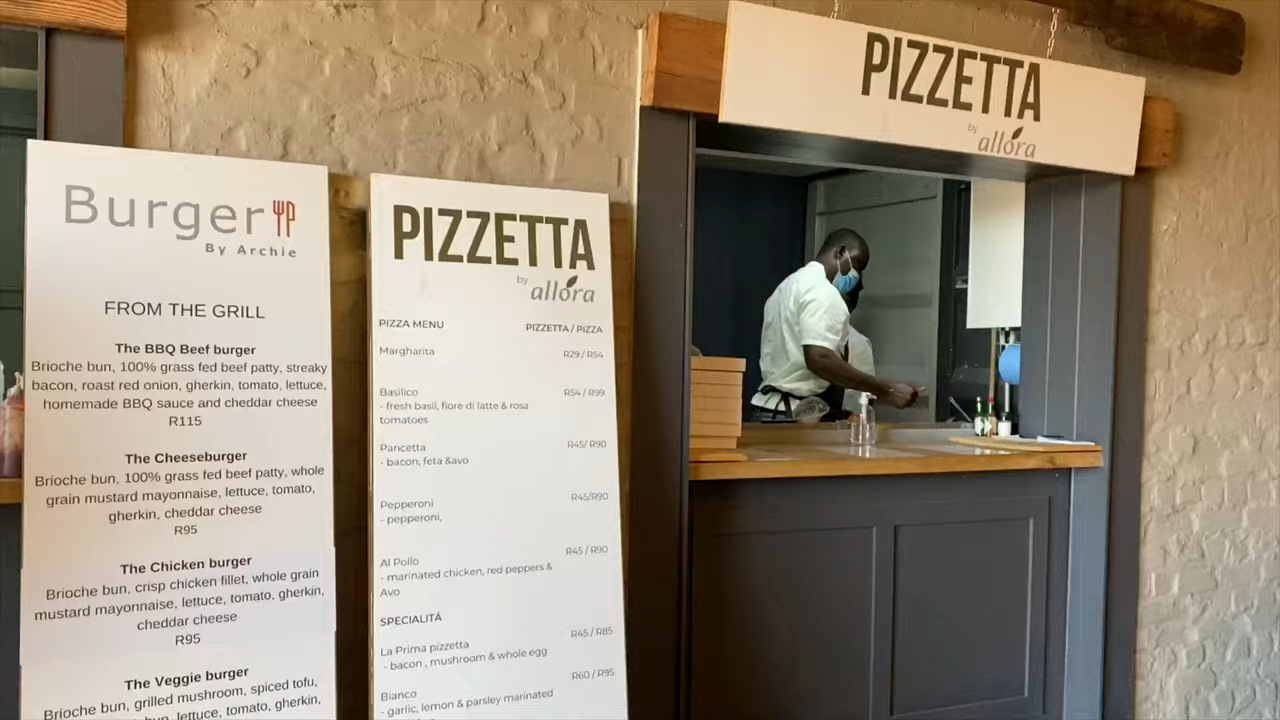 Burger
By Archie
FROM THE GRILL
The BBQ Beef burger
Brioche bun, 100% grass fed beef patty, streaky
bacon, roast red onion, gherkin, tomato, lettuce,
homemade BBQ sauce and cheddar cheese
R115
The Cheeseburger
Brioche bun, 100% grass fed beef patty, whole
grain mustard mayonnaise, lettuce, tomato,
gherkin, cheddar cheese
R95
The Chicken burger
Brioche bun, crisp chicken fillet, whole grain
mustard mayonnaise, lettuce, tomato, gherkin,
cheddar cheese
R95
The Veggie burger
Brioche bun, grilled mushroom, spiced tofu,
lettuce, tomato, gherkin,
PIZZETTA
by allora
PIZZA MENU PIZZETTA / PIZZA
Margharita R29 / R54
Basilico R54 / R99
- fresh basil, fiore di latte & rosa
tomatoes
Pancetta R45/ R90
- bacon, feta &avo
Pepperoni R45/R90
- pepperoni,
Al Pollo R45 / R90
- marinated chicken, red peppers &
Avo
SPECIALITÁ
La Prima pizzetta R45 / R85
- bacon , mushroom & whole egg
Bianco R60 / R95
- garlic, lemon & parsley marinated
PIZZETTA
by allora